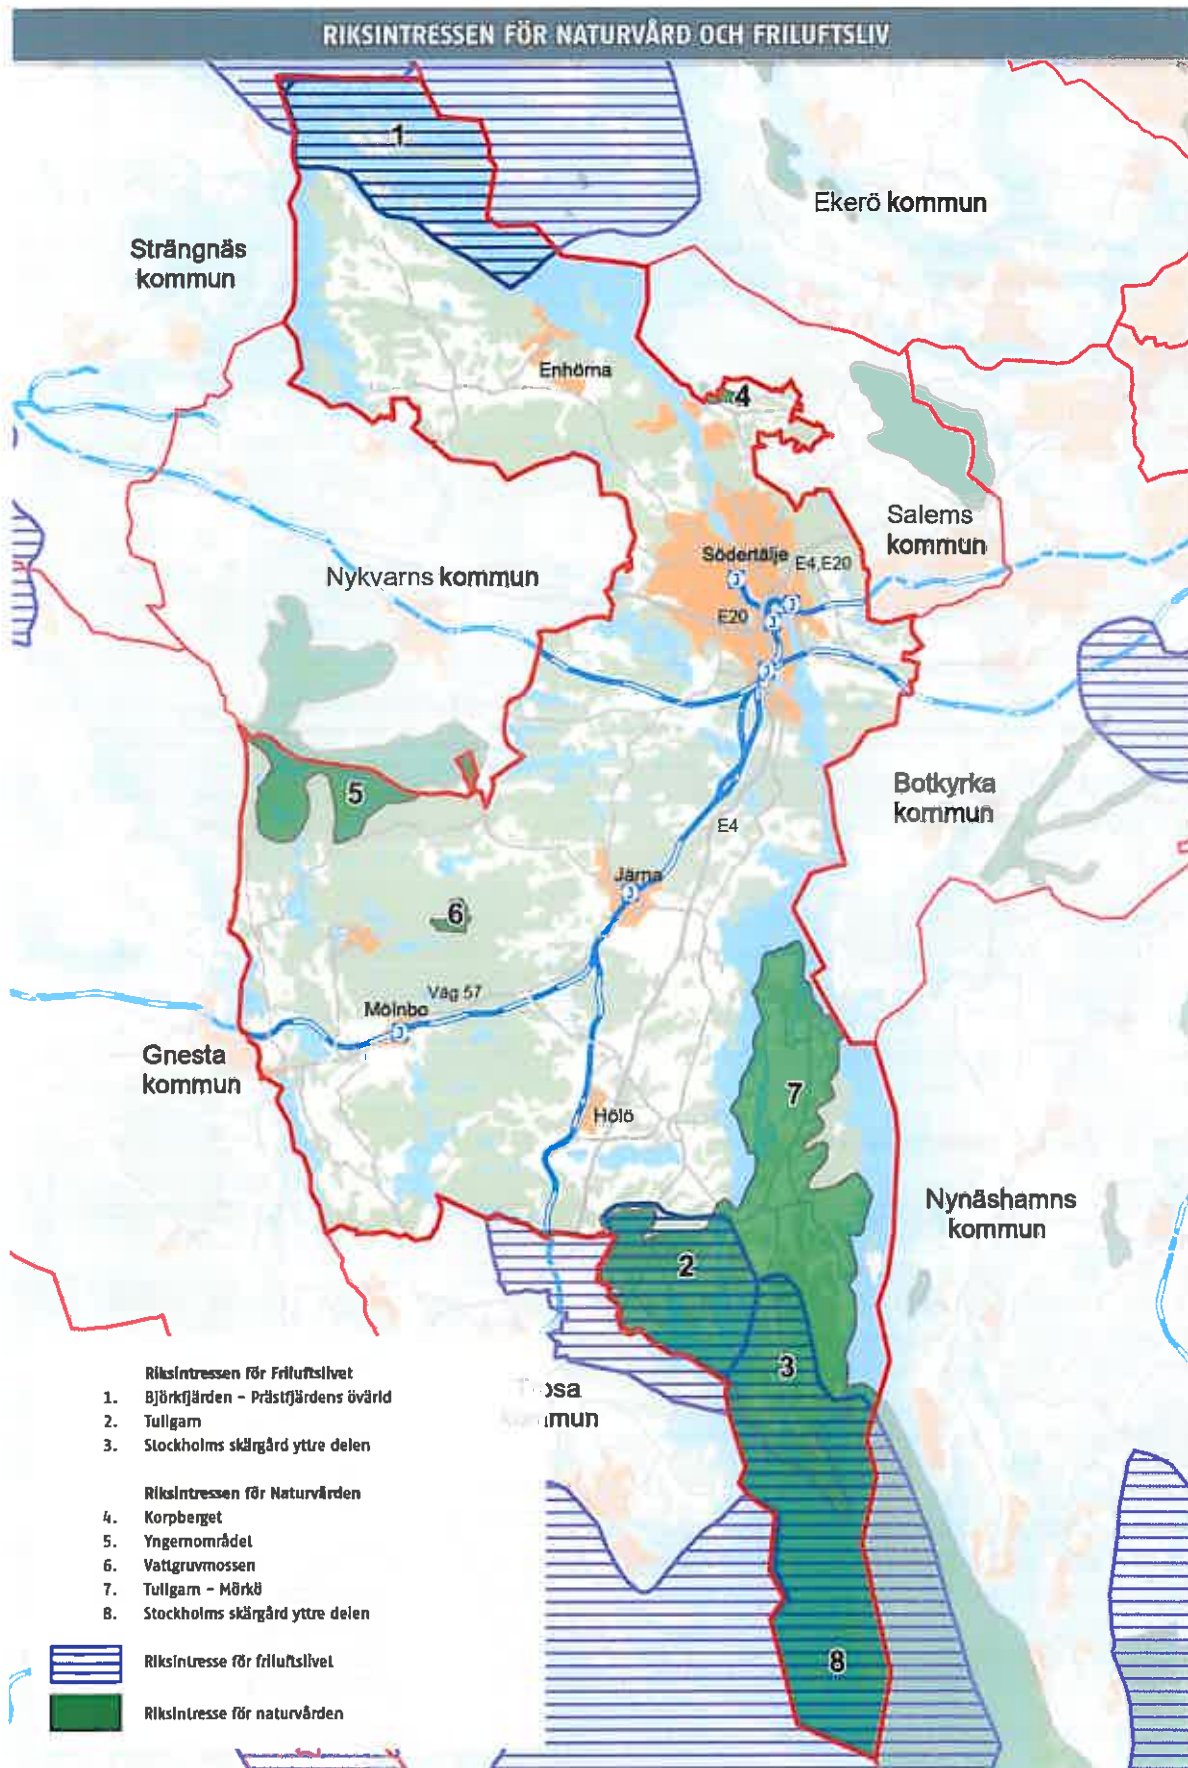 RIKSINTRESSEN FÖR NATURVÅRD OCH FRILUFTSLIV
1
Ekerö kommun
Strängnäs
kommun
Enhörna
4
Salems
kommun
Södertälje
E4,E20
Nykvarns kommun
E20
5
Botkyrka
kommun
E4
Järna
6
Väg 57
Mölnbo
Gnesta
kommun
7
Hölö
Nynäshamns
kommun
2
3
kommun
Riksintressen för Friluftslivet
1. Björkfjärden – Prästfjärdens övärld
2. Tullgarn
3. Stockholms skärgård yttre delen
Riksintressen för Naturvården
4. Korpberget
5. Yngernområdet
6. Vattgruvmossen
7. Tullgarn – Mörkö
8. Stockholms skärgård yttre delen
Riksintresse för friluftslivet
Riksintresse för naturvården
8